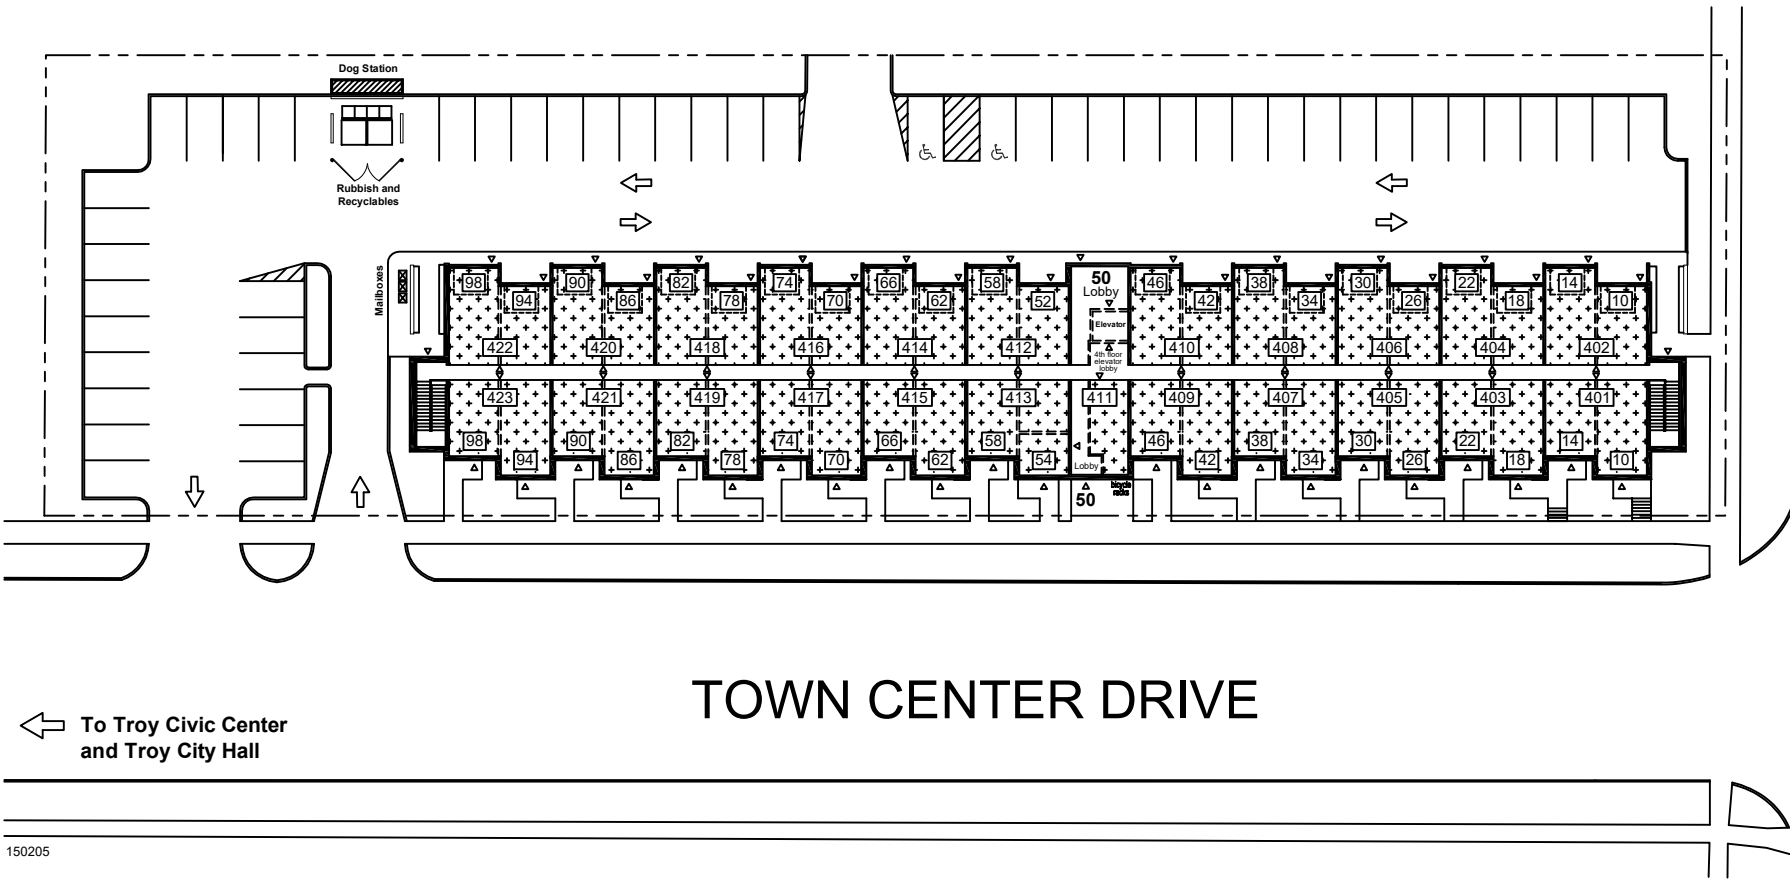 Dog Station
Rubbish and
Recyclables
Mailboxes
98 94 90 86 82 78 74 70 66 62 58 52 50 46 42 38 34 30 26 22 18 14 10
Lobby
Elevator
4th floor
elevator
lobby
422 420 418 416 414 412 410 408 406 404 402
423 421 419 417 415 413 411 409 407 405 403 401
98 94 90 86 82 78 74 70 66 62 58 54 46 42 38 34 30 26 22 18 14 10
Lobby
50
bicycle
racks
TOWN CENTER DRIVE
To Troy Civic Center
and Troy City Hall
150205